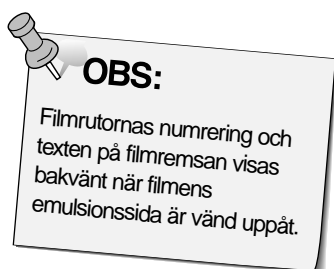 OBS:
Filmrutornas numrering och
texten på filmremsan visas
bakvänt när filmens
emulsionssida är vänd uppåt.